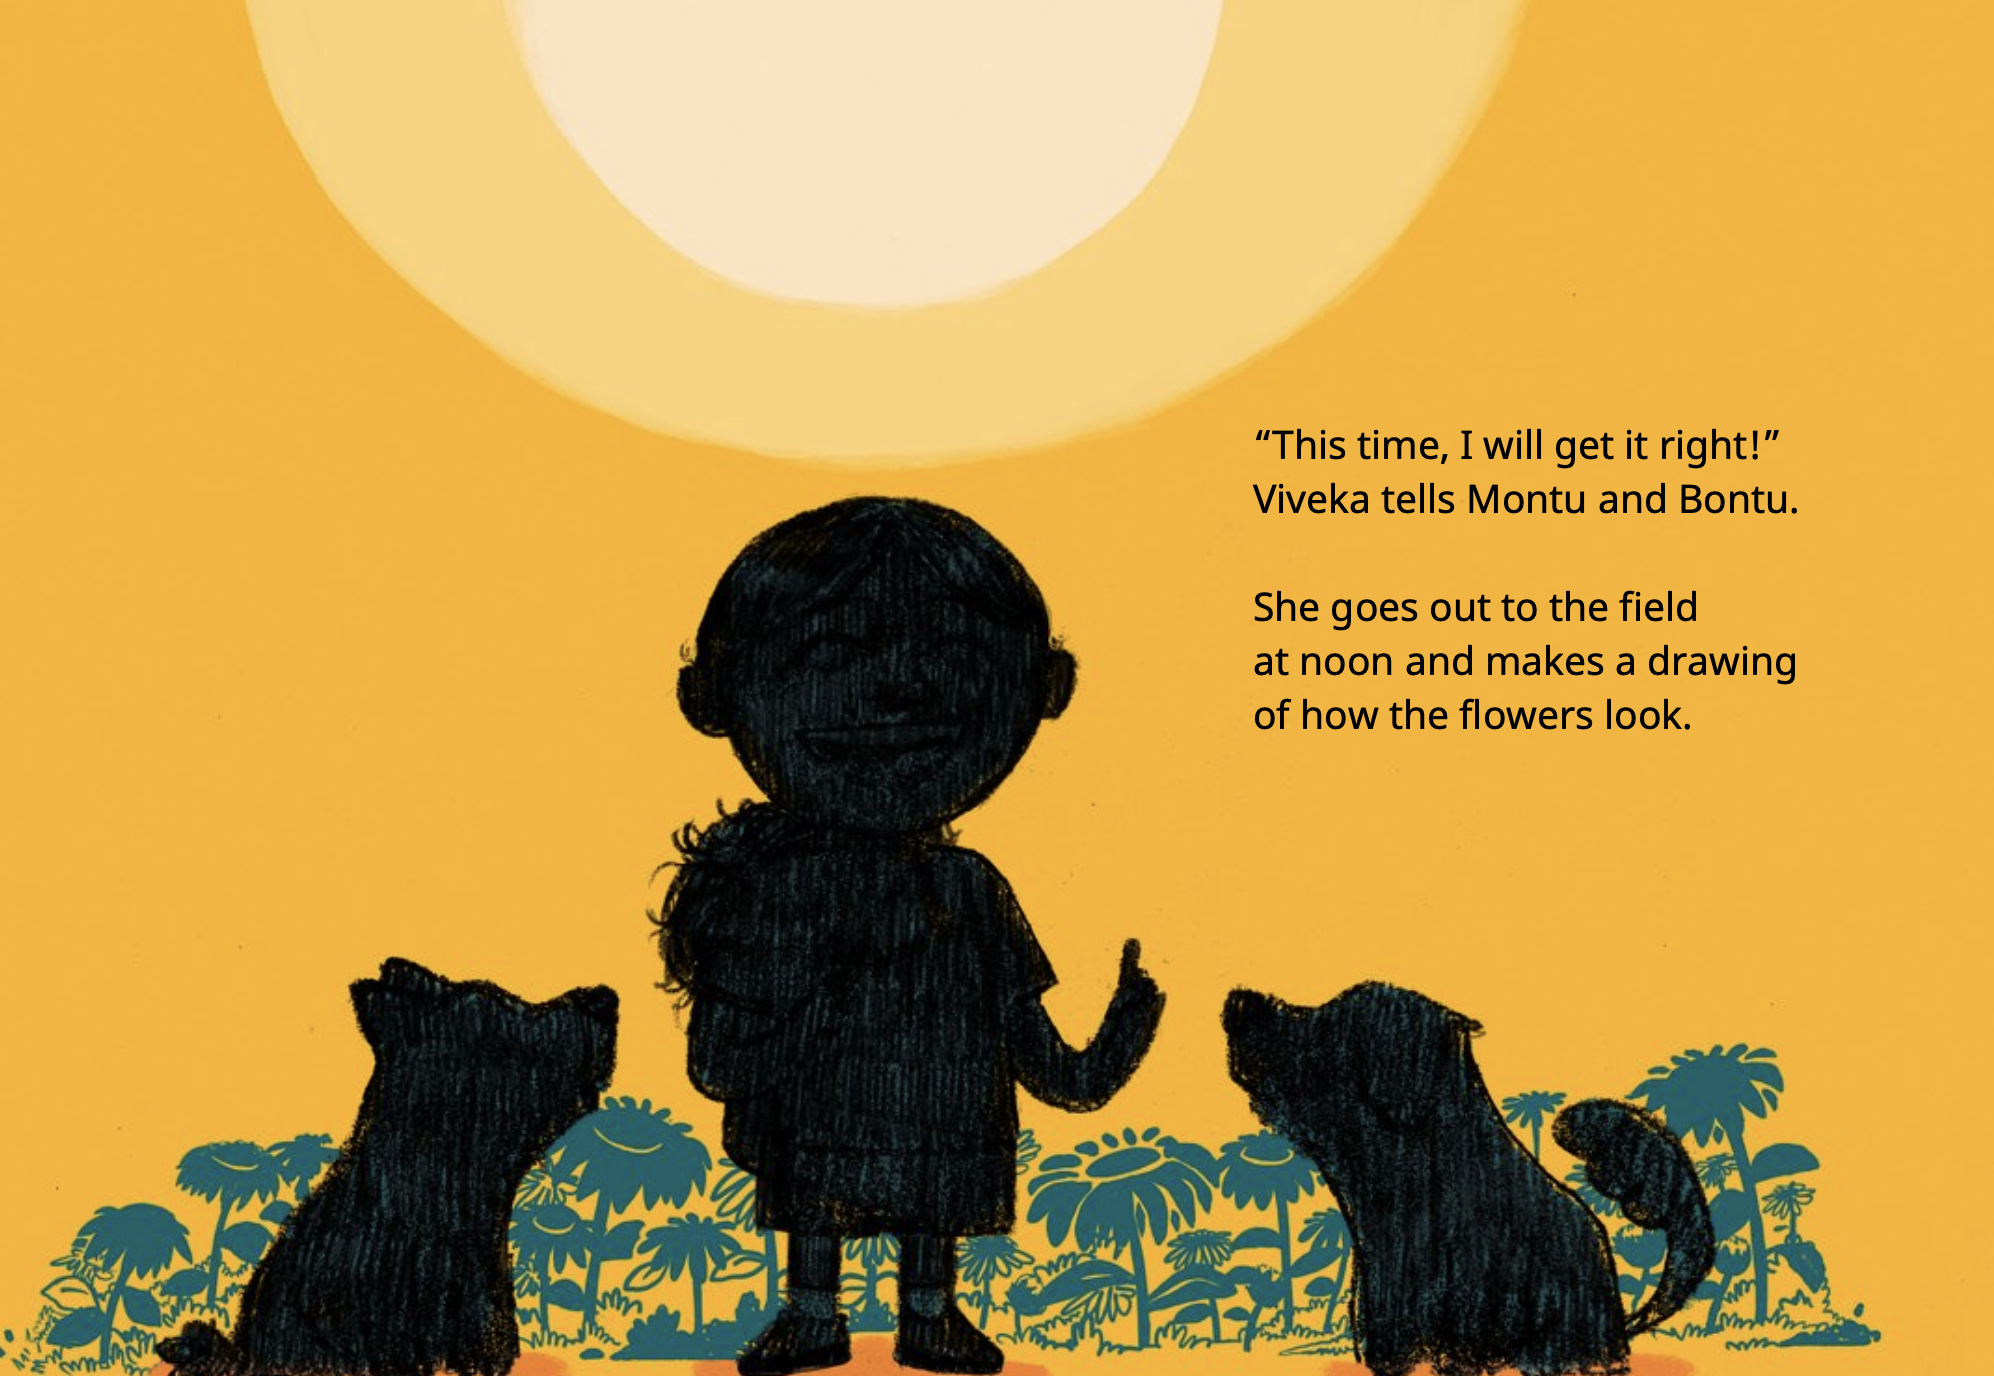 “This time, I will get it right!”
Viveka tells Montu and Bontu.
She goes out to the field
at noon and makes a drawing
of how the flowers look.